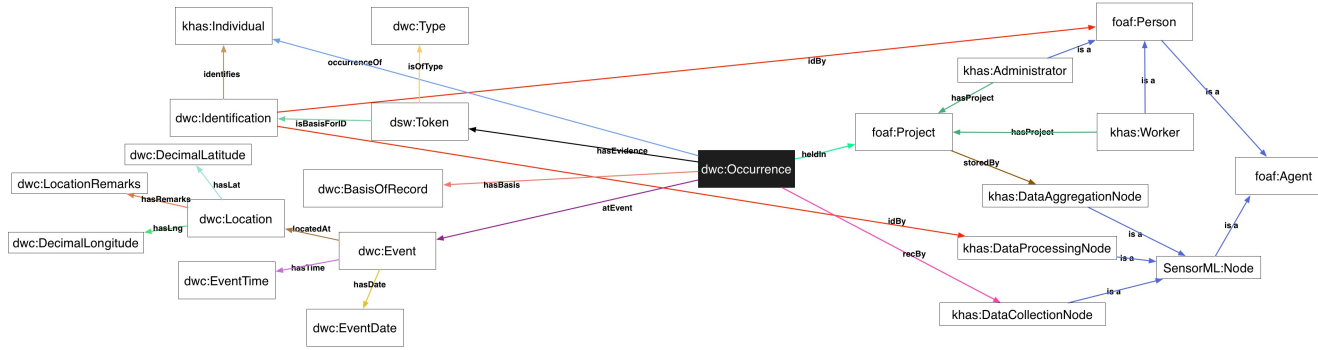 khas:Individual
dwc:Type
foaf:Person
occurrenceOf
isOfType
idBy
is a
khas:Administrator
identifies
is a
is a
hasProject
dwc:Identification
isBasisForID
dsw:Token
foaf:Project
hasProject
khas:Worker
dwc:DecimalLatitude
hasEvidence
heldIn
storedBy
dwc:Occurrence
foaf:Agent
dwc:LocationRemarks
hasLat
dwc:BasisOfRecord
hasBasis
khas:DataAggregationNode
hasRemarks
dwc:Location
atEvent
idBy
is a
is a
hasLng
locatedAt
dwc:DecimalLongitude
dwc:Event
recBy
khas:DataProcessingNode
is a
SensorML:Node
hasTime
dwc:EventTime
hasDate
is a
khas:DataCollectionNode
dwc:EventDate